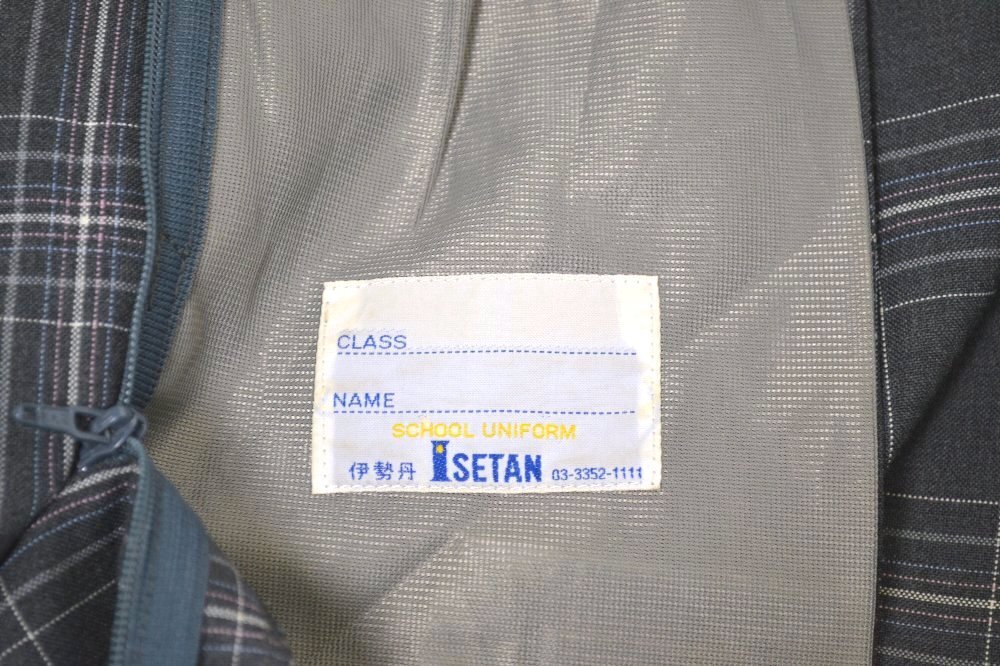 CLASS
NAME
SCHOOL UNIFORM
伊勢丹 ISETAN 03-3352-1111